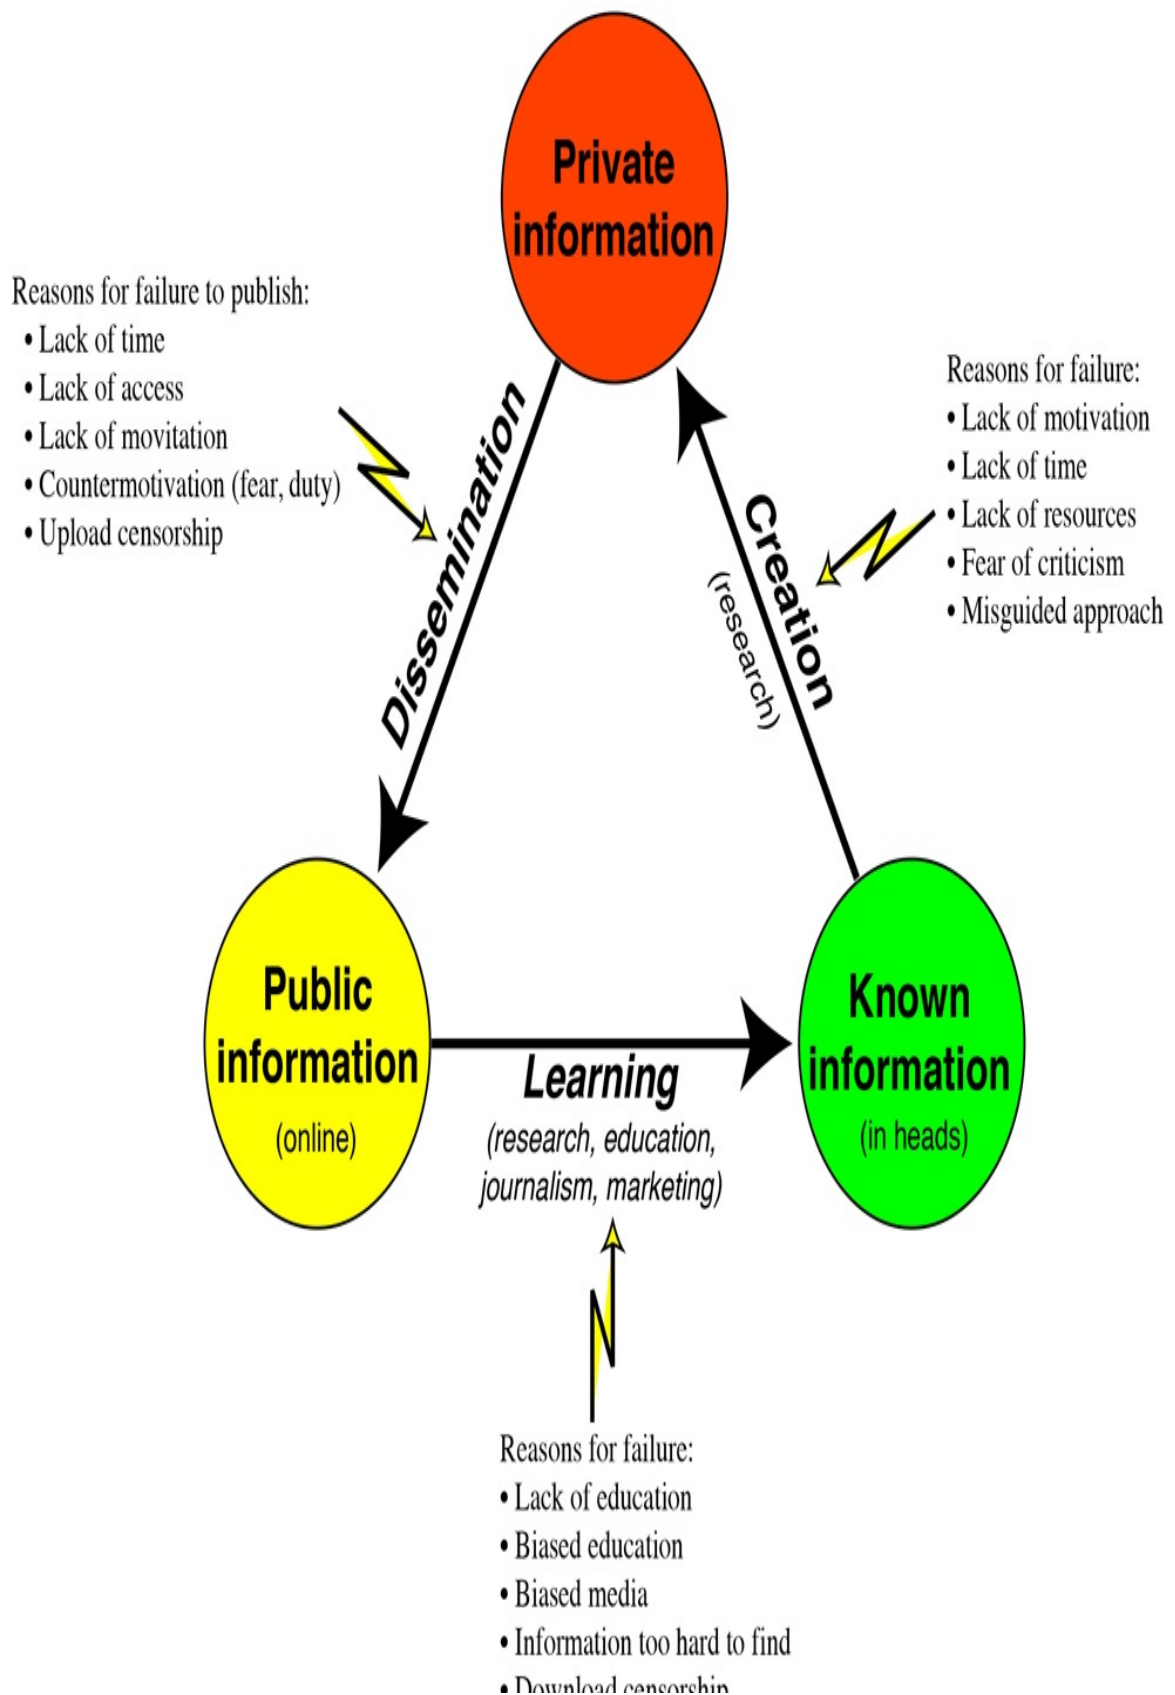 Private
information
Reasons for failure to publish:
• Lack of time
• Lack of access
• Lack of movitation
• Countermotivation (fear, duty)
• Upload censorship
Dissemination
Reasons for failure:
• Lack of motivation
• Lack of time
• Lack of resources
• Fear of criticism
• Misguided approach
Creation
(research)
Public
information
(online)
Learning
(research, education,
journalism, marketing)
Known
information
(in heads)
Reasons for failure:
• Lack of education
• Biased education
• Biased media
• Information too hard to find
• Download censorship